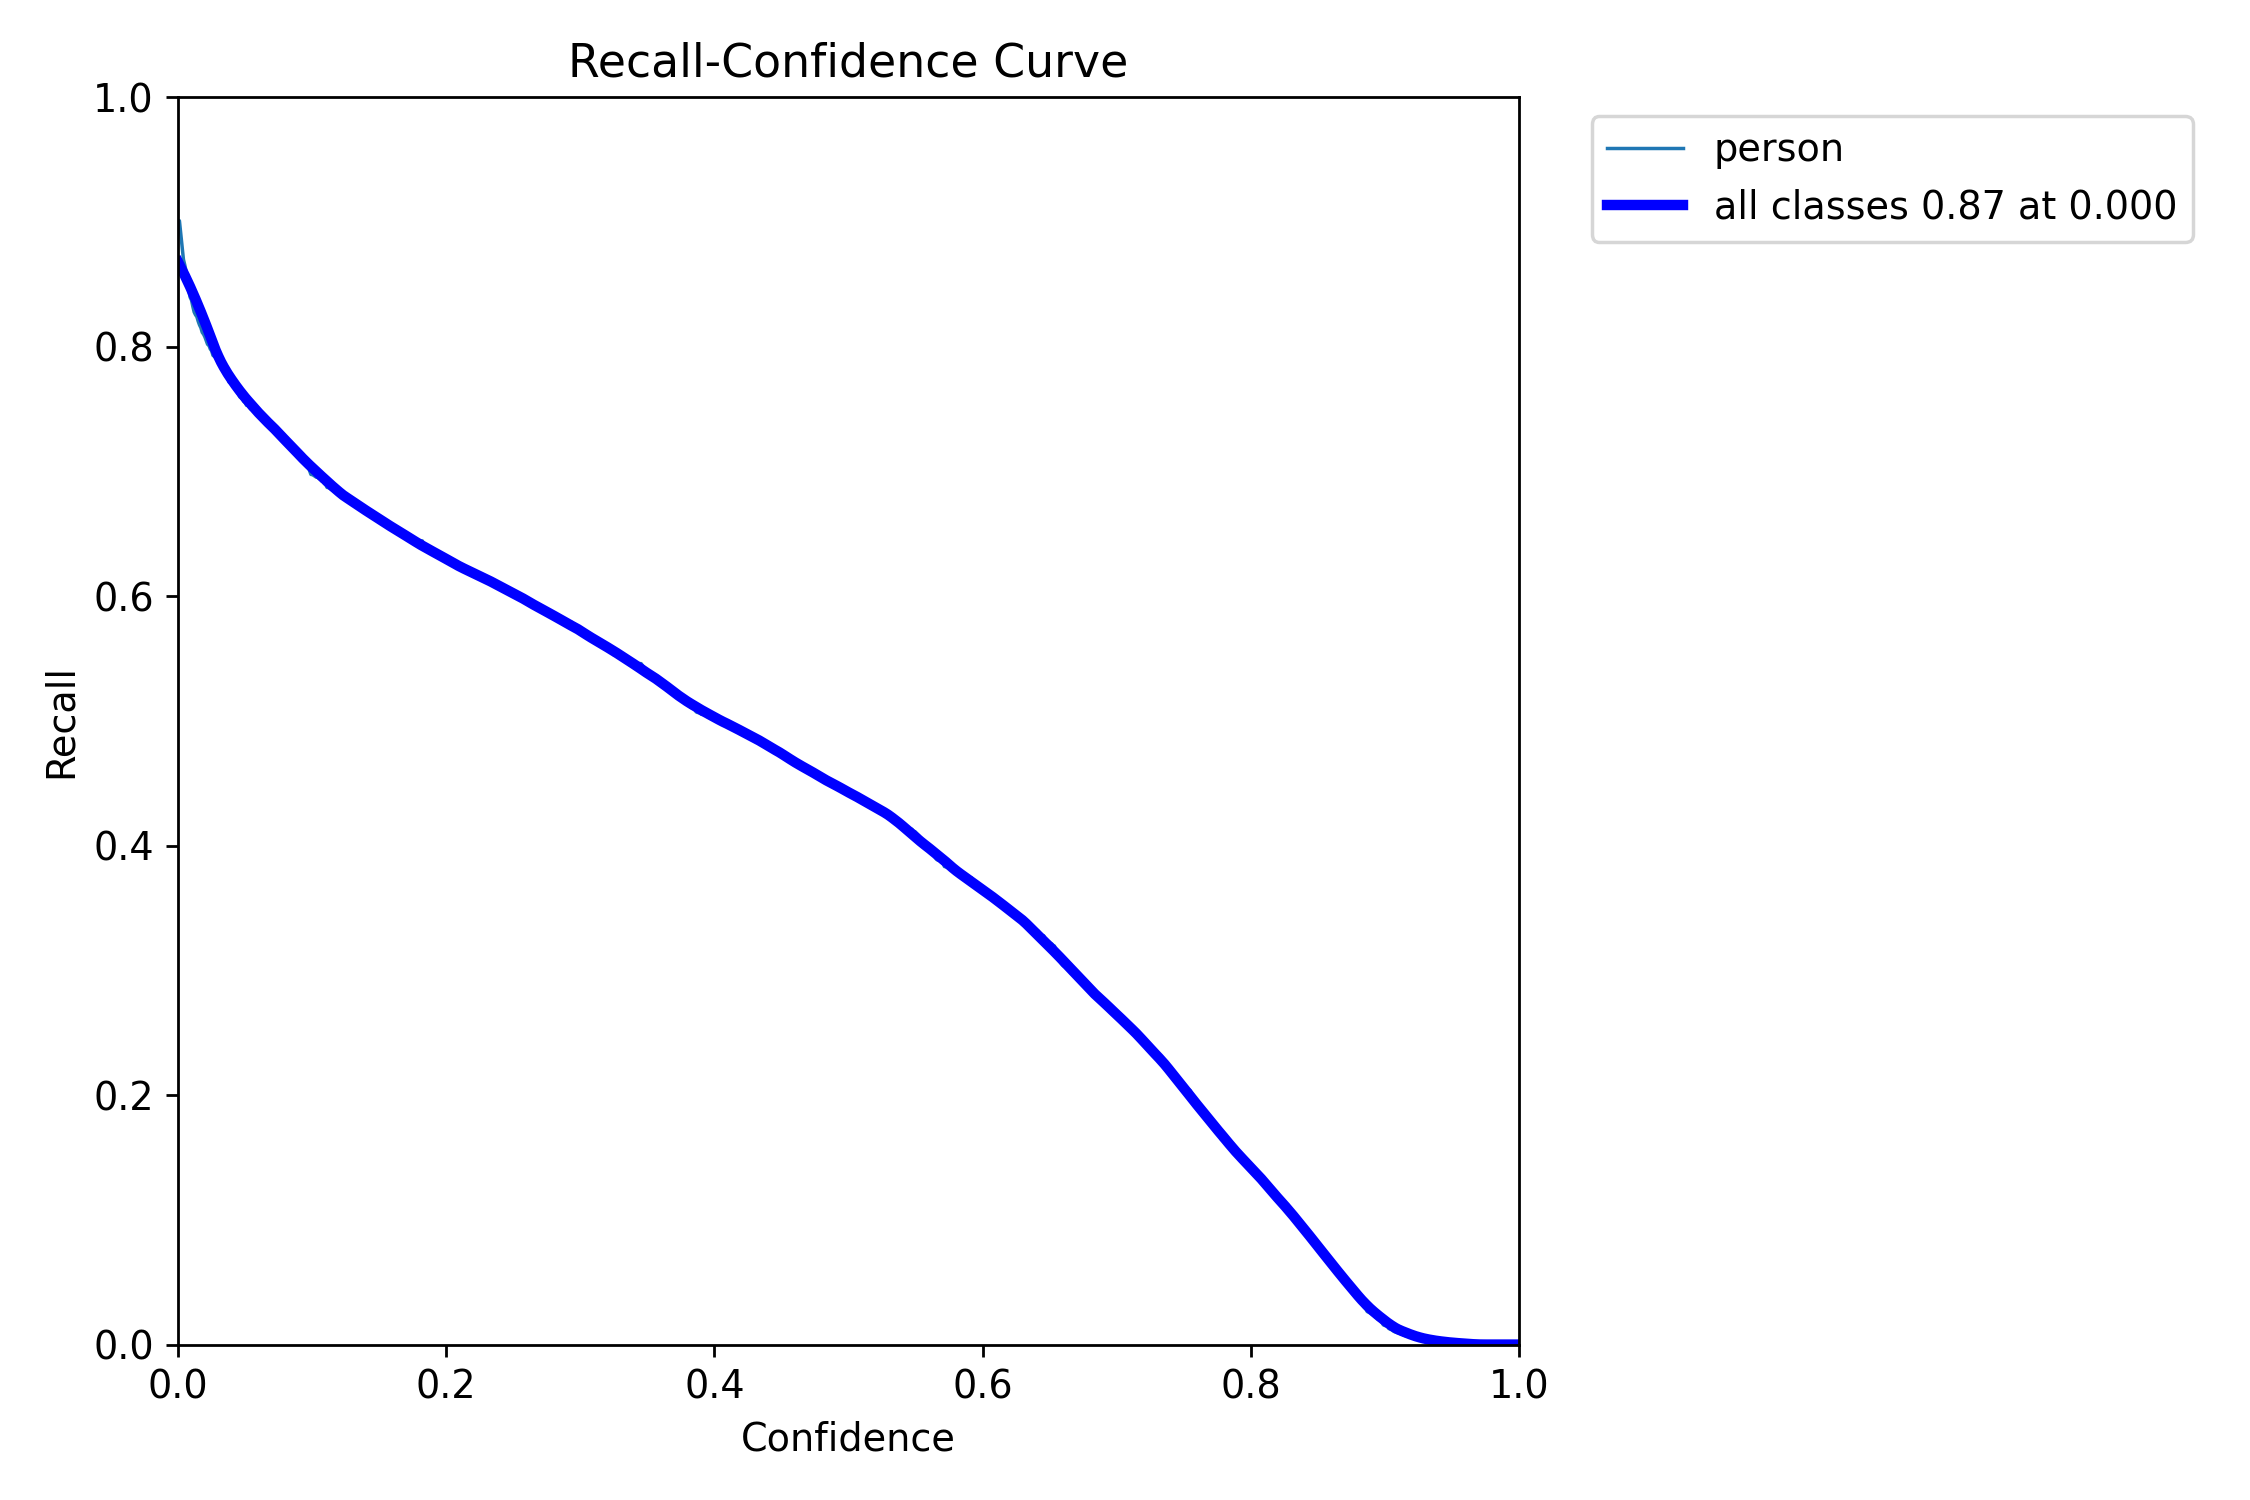 Recall-Confidence Curve
1.0
0.8
0.6
0.4
0.2
0.0
Recall
0.0 0.2 0.4 0.6 0.8 1.0
Confidence
person
all classes 0.87 at 0.000